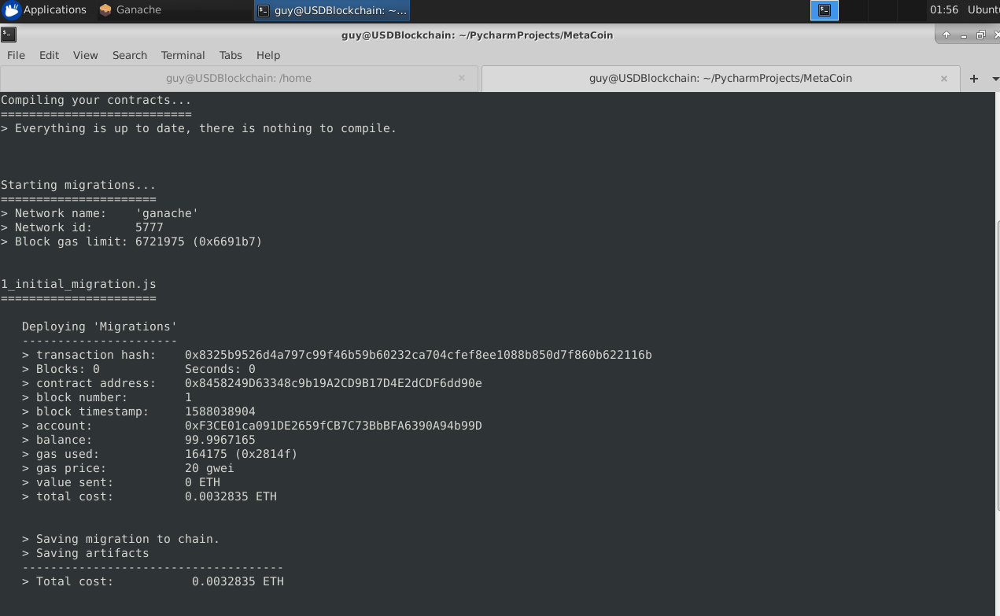 Applications Ganache guy@USDBlockchain: ~... 01:56 Ubuntu
guy@USDBlockchain: ~/PycharmProjects/MetaCoin
File Edit View Search Terminal Tabs Help
guy@USDBlockchain: /home guy@USDBlockchain: ~/PycharmProjects/MetaCoin
Compiling your contracts...
===========================
> Everything is up to date, there is nothing to compile.
Starting migrations...
======================
> Network name:    'ganache'
> Network id:      5777
> Block gas limit: 6721975 (0x6691b7)
1_initial_migration.js
======================
   Deploying 'Migrations'
   ----------------------
   > transaction hash:    0x8325b9526d4a797c99f46b59b60232ca704cfef8ee1088b850d7f860b622116b
   > Blocks: 0            Seconds: 0
   > contract address:    0x8458249D63348c9b19A2CD9B17D4E2dCDF6dd90e
   > block number:        1
   > block timestamp:     1588038904
   > account:             0xF3CE01ca091DE2659fCB7C73BbBFA6390A94b99D
   > balance:             99.9967165
   > gas used:            164175 (0x2814f)
   > gas price:           20 gwei
   > value sent:          0 ETH
   > total cost:          0.0032835 ETH
   > Saving migration to chain.
   > Saving artifacts
   -------------------------------------
   > Total cost:           0.0032835 ETH